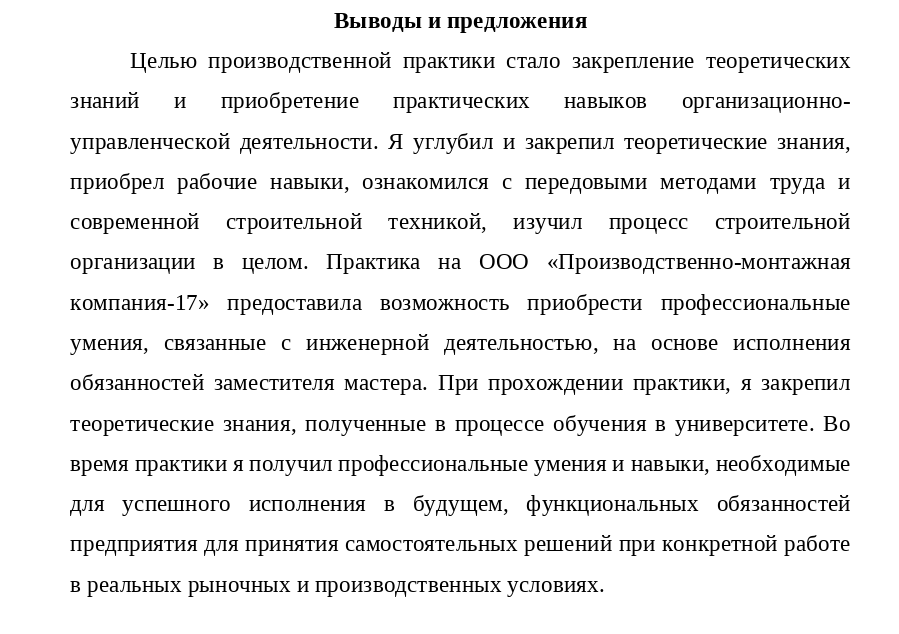 Выводы и предложения
Целью производственной практики стало закрепление теоретических
знаний и приобретение практических навыков организационно-
управленческой деятельности. Я углубил и закрепил теоретические знания,
приобрел рабочие навыки, ознакомился с передовыми методами труда и
современной строительной техникой, изучил процесс строительной
организации в целом. Практика на ООО «Производственно-монтажная
компания-17» предоставила возможность приобрести профессиональные
умения, связанные с инженерной деятельностью, на основе исполнения
обязанностей заместителя мастера. При прохождении практики, я закрепил
теоретические знания, полученные в процессе обучения в университете. Во
время практики я получил профессиональные умения и навыки, необходимые
для успешного исполнения в будущем, функциональных обязанностей
предприятия для принятия самостоятельных решений при конкретной работе
в реальных рыночных и производственных условиях.